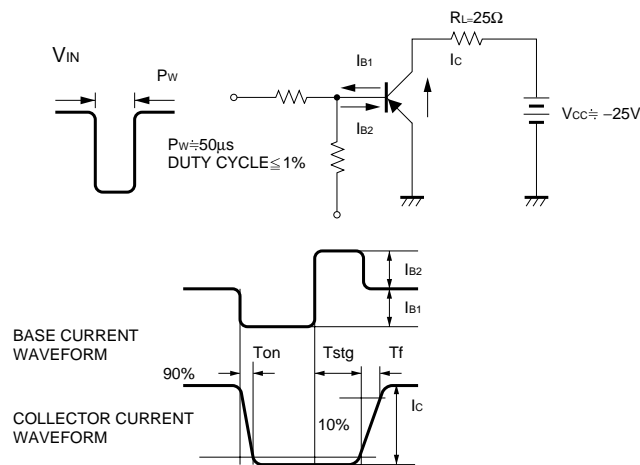 RL=25Ω
VIN
IB1
IC
PW
IB2
VCC≒ −25V
PW≒50μs
DUTY CYCLE≦1%
IB2
IB1
BASE CURRENT
WAVEFORM
Ton
Tstg
Tf
90%
COLLECTOR CURRENT
WAVEFORM
10%
IC